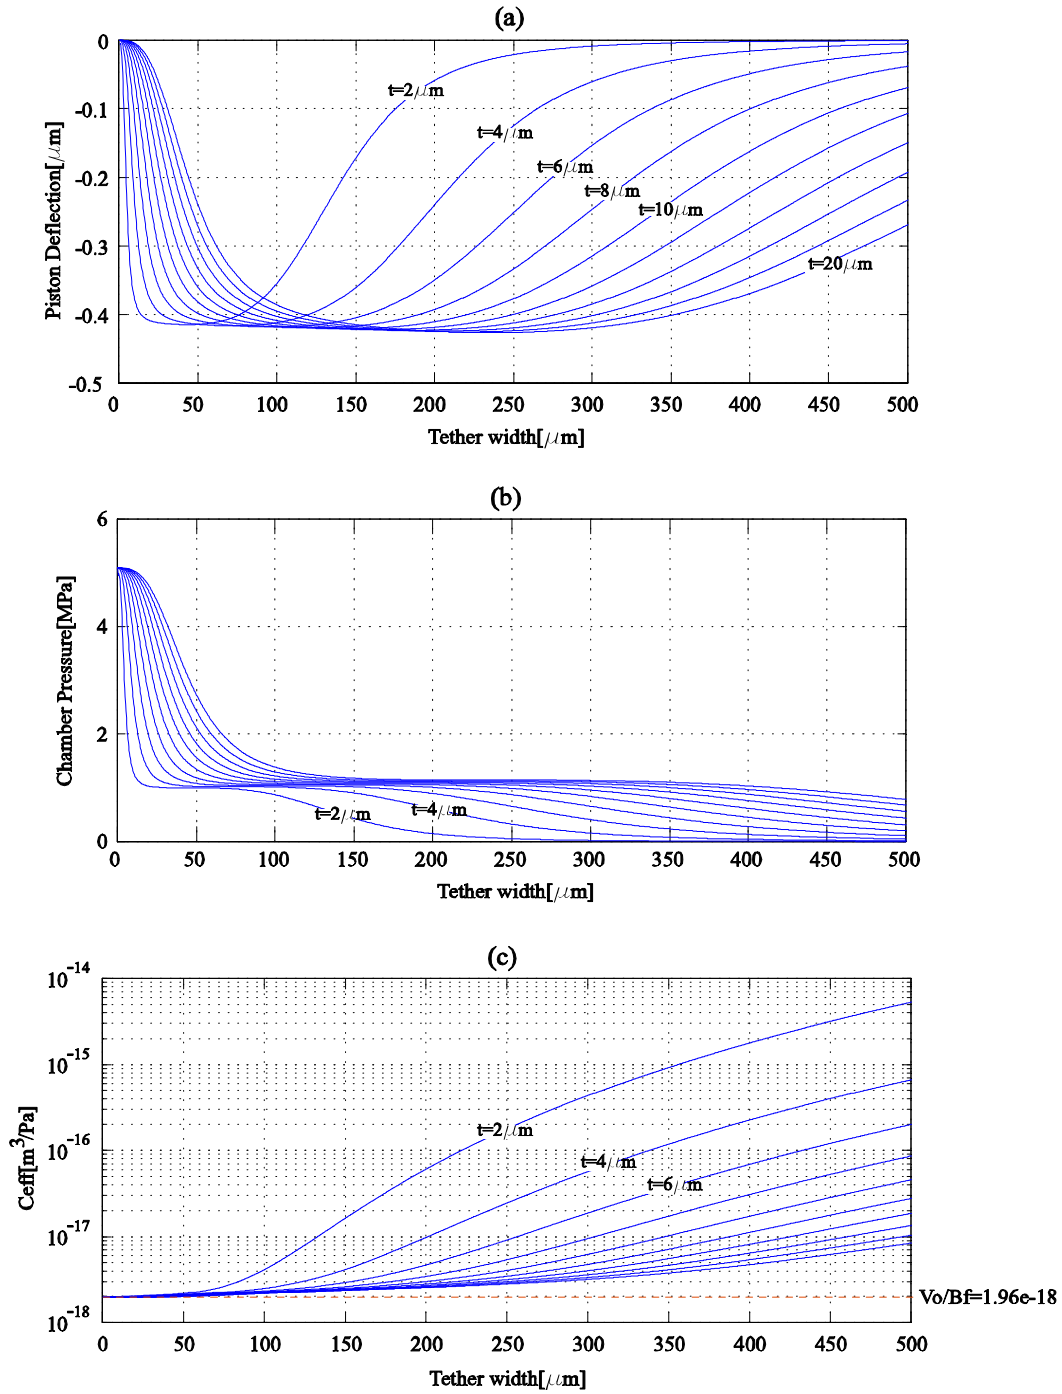 (a)
0
-0.1
-0.2
-0.3
-0.4
-0.5
Piston Deflection[μm]
t=2μm
t=4μm
t=6μm
t=8μm
t=10μm
t=20μm
0 50 100 150 200 250 300 350 400 450 500
Tether width[μm]
(b)
6
4
2
0
Chamber Pressure[MPa]
t=2μm
t=4μm
0 50 100 150 200 250 300 350 400 450 500
Tether width[μm]
(c)
10^-14
10^-15
10^-16
10^-17
10^-18
Ceff[m^3/Pa]
t=2μm
t=4μm
t=6μm
Vo/Bf=1.96e-18
0 50 100 150 200 250 300 350 400 450 500
Tether width[μm]